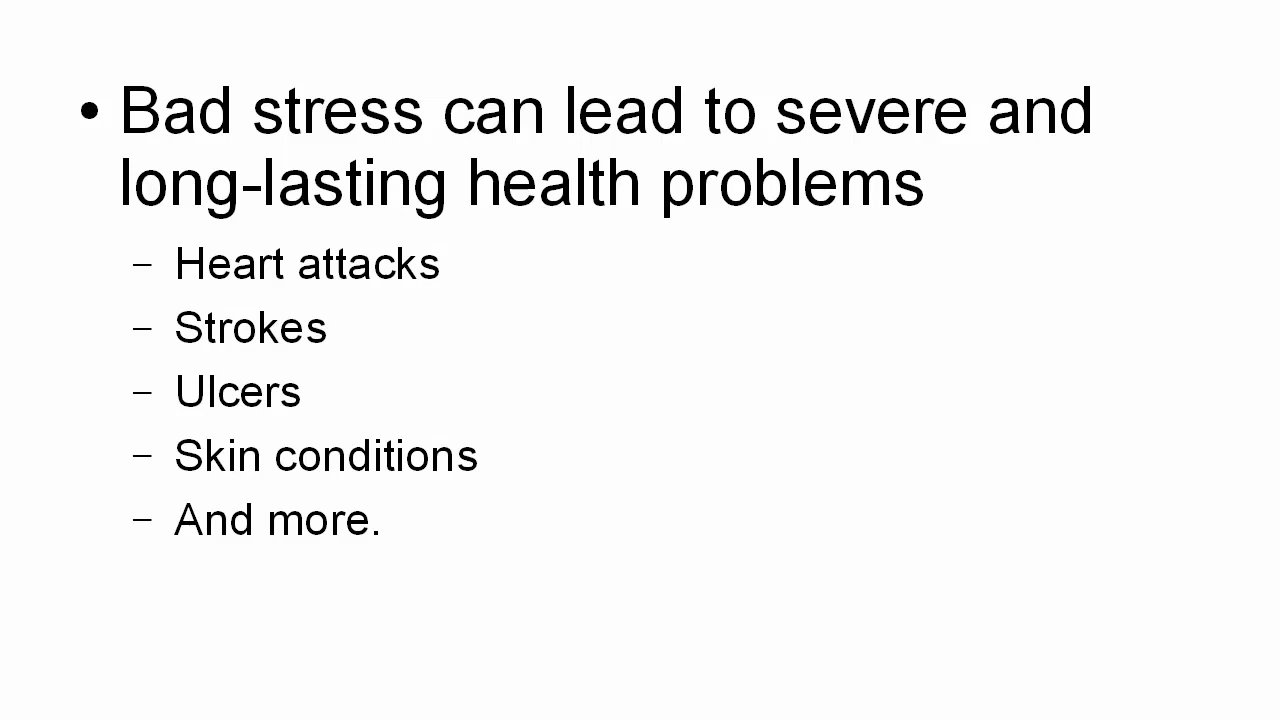 • Bad stress can lead to severe and
long-lasting health problems
– Heart attacks
– Strokes
– Ulcers
– Skin conditions
– And more.